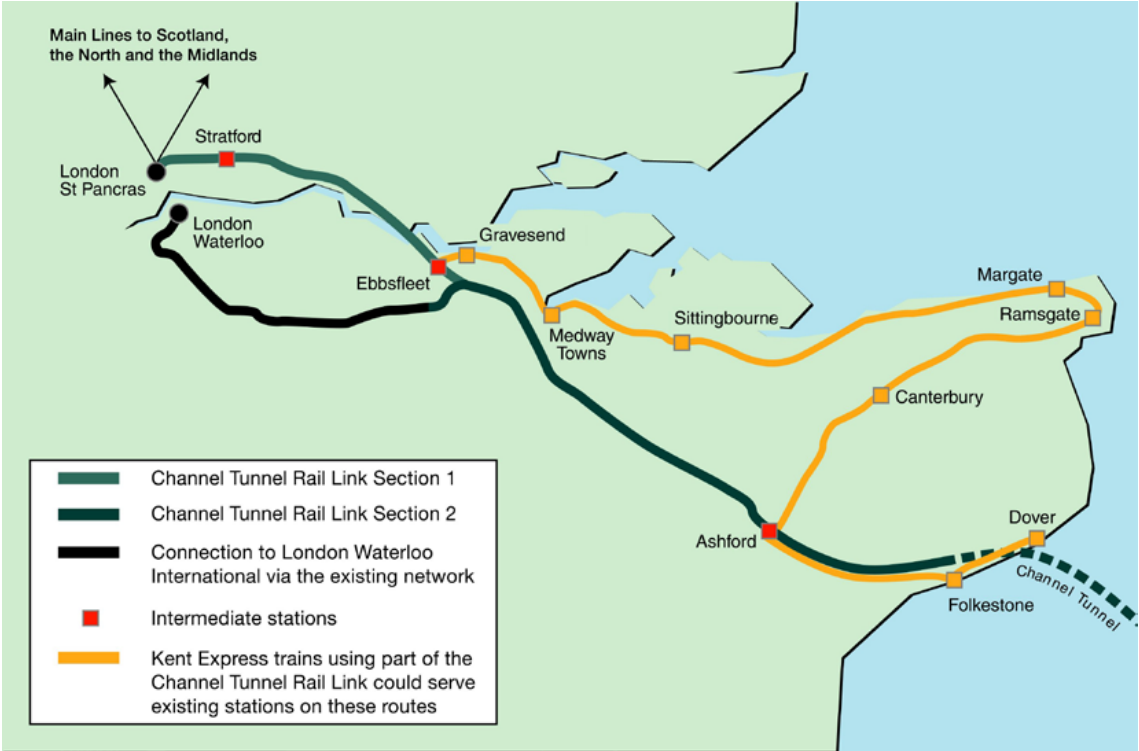 Main Lines to Scotland,
the North and the Midlands
Stratford
London
St Pancras
London
Waterloo
Gravesend
Ebbsfleet
Margate
Ramsgate
Sittingbourne
Medway
Towns
Canterbury
Dover
Ashford
Channel Tunnel
Folkestone
Channel Tunnel Rail Link Section 1
Channel Tunnel Rail Link Section 2
Connection to London Waterloo
International via the existing network
Intermediate stations
Kent Express trains using part of the
Channel Tunnel Rail Link could serve
existing stations on these routes